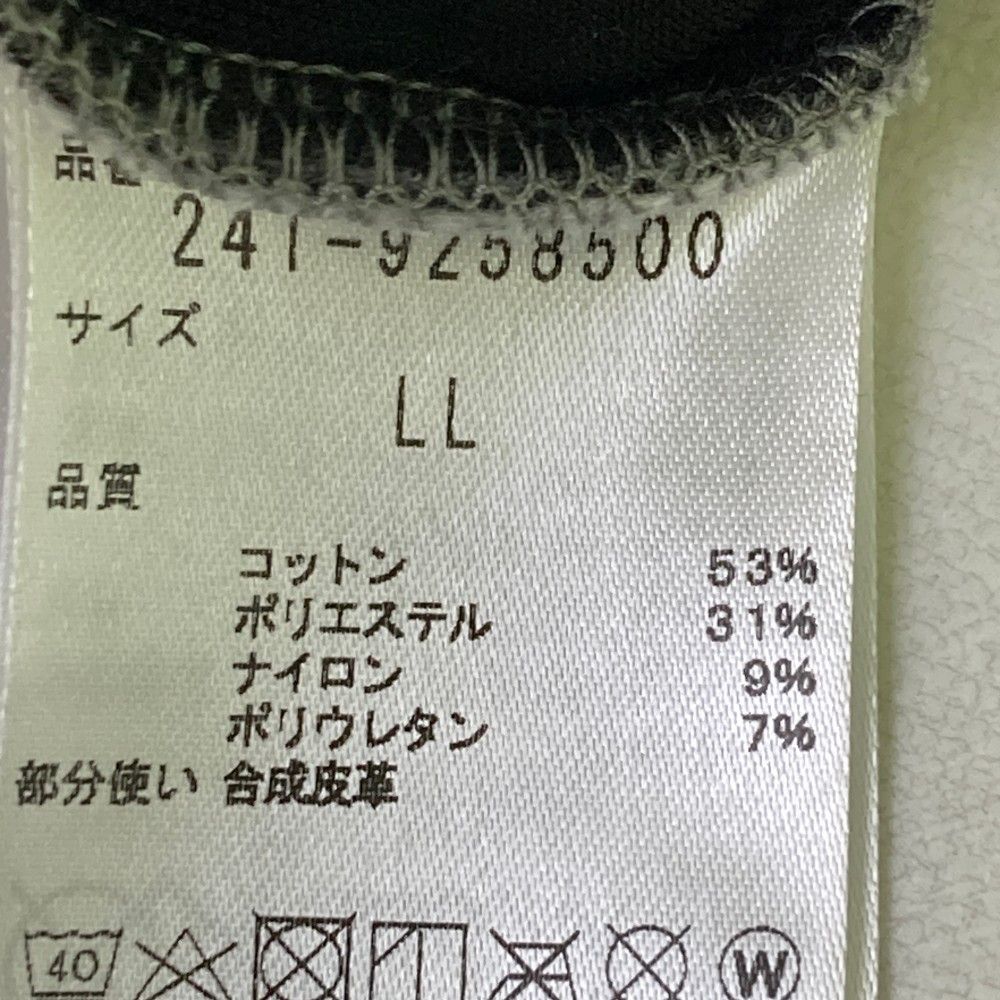 品番
241-9258500
サイズ
LL
品質
コットン 53%
ポリエステル 31%
ナイロン 9%
ポリウレタン 7%
部分使い 合成皮革
40
W